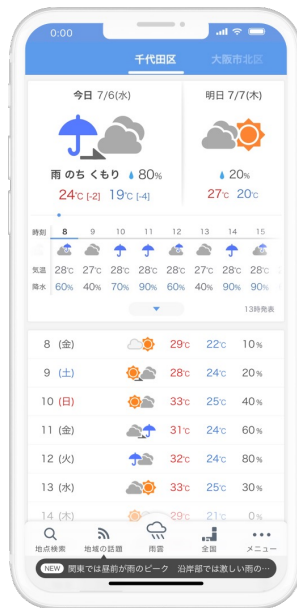 0:00
千代田区 大阪市北区
今日 7/6(水) 明日 7/7(木)
雨 のち くもり 80% 20%
24℃ [-2] 19℃ [-4] 27℃ 20℃
時刻 8 9 10 11 12 13 14 15
気温 28℃ 27℃ 28℃ 28℃ 28℃ 27℃ 28℃ 28℃
降水 60% 40% 70% 90% 60% 40% 90% 90%
13時発表
8 (金) 29℃ 22℃ 10%
9 (土) 28℃ 24℃ 20%
10 (日) 33℃ 25℃ 40%
11 (金) 31℃ 24℃ 60%
12 (火) 32℃ 24℃ 80%
13 (水) 33℃ 25℃ 30%
14 (木) 29℃ 21℃ 0%
地点検索 地域の話題 雨雲 全国 メニュー
NEW 関東では昼前が雨のピーク 沿岸部では激しい雨の…